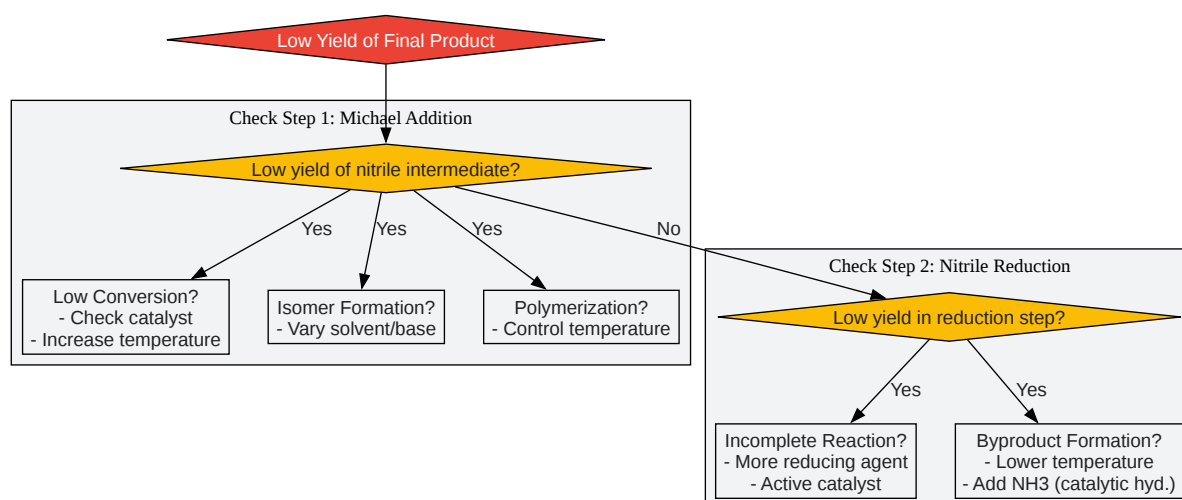 Low Yield of Final Product
Check Step 1: Michael Addition
Low yield of nitrile intermediate?
Yes
Yes
Yes
No
Low Conversion?
- Check catalyst
- Increase temperature
Isomer Formation?
- Vary solvent/base
Polymerization?
- Control temperature
Check Step 2: Nitrile Reduction
Low yield in reduction step?
Yes
Yes
Incomplete Reaction?
- More reducing agent
- Active catalyst
Byproduct Formation?
- Lower temperature
- Add NH3 (catalytic hyd.)